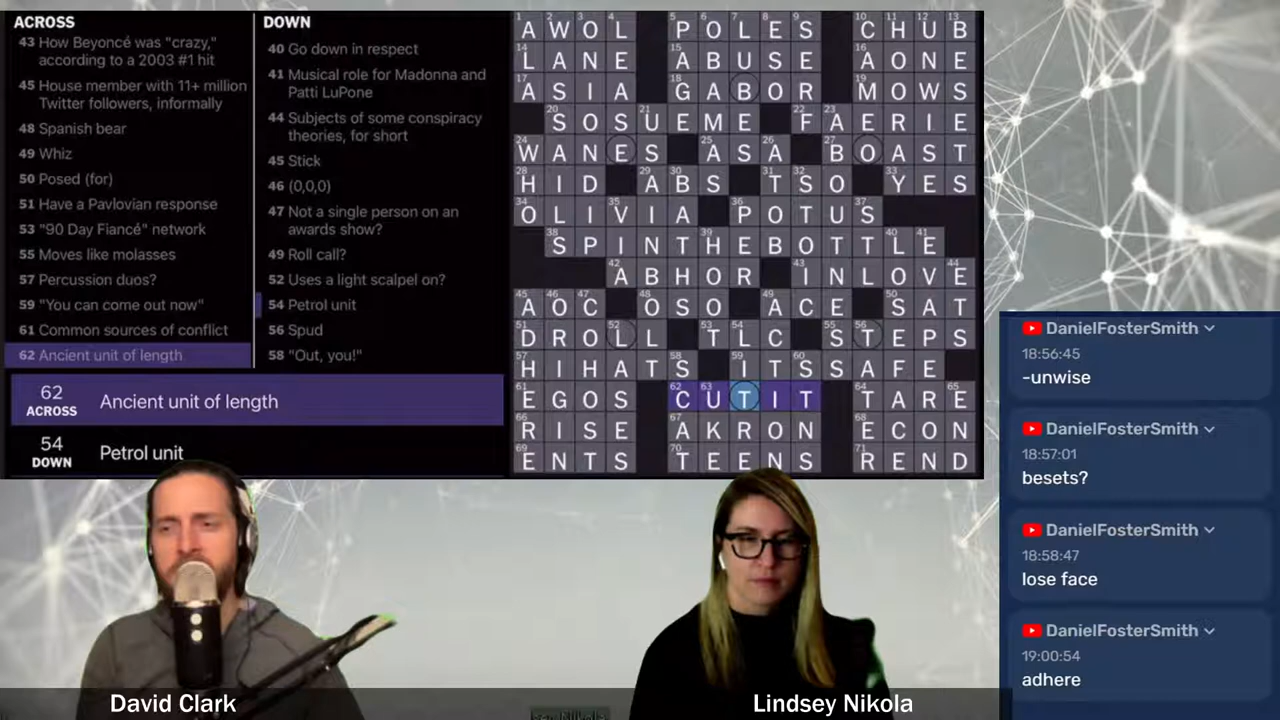 ACROSS
43 How Beyoncé was "crazy,"
according to a 2003 #1 hit
45 House member with 11+ million
Twitter followers, informally
48 Spanish bear
49 Whiz
50 Posed (for)
51 Have a Pavlovian response
53 "90 Day Fiancé" network
55 Moves like molasses
57 Percussion duos?
59 "You can come out now"
61 Common sources of conflict
62 Ancient unit of length
DOWN
40 Go down in respect
41 Musical role for Madonna and
Patti LuPone
44 Subjects of some conspiracy
theories, for short
45 Stick
46 (0,0,0)
47 Not a single person on an
awards show?
49 Roll call?
52 Uses a light scalpel on?
54 Petrol unit
56 Spud
58 "Out, you!"
62 ACROSS Ancient unit of length
54 DOWN Petrol unit
AWOL POLES CHUB
LANE ABUSE AONE
ASIA GABOR MOWS
SOSUEME FAERIE
WANES ASA BOAST
HID ABS TSO YES
OLIVIA POTUS
SPINTHEBOTTLE
ABHOR INLOVE
AOC OSO ACE SAT
DROLL TLC STEPS
HIHATS ITSSAFE
EGOS CUTIT TARE
RISE AKRON ECON
ENTS TEENS REND
DanielFosterSmith
18:56:45
-unwise
DanielFosterSmith
18:57:01
besets?
DanielFosterSmith
18:58:47
lose face
DanielFosterSmith
19:00:54
adhere
David Clark
Lindsey Nikola